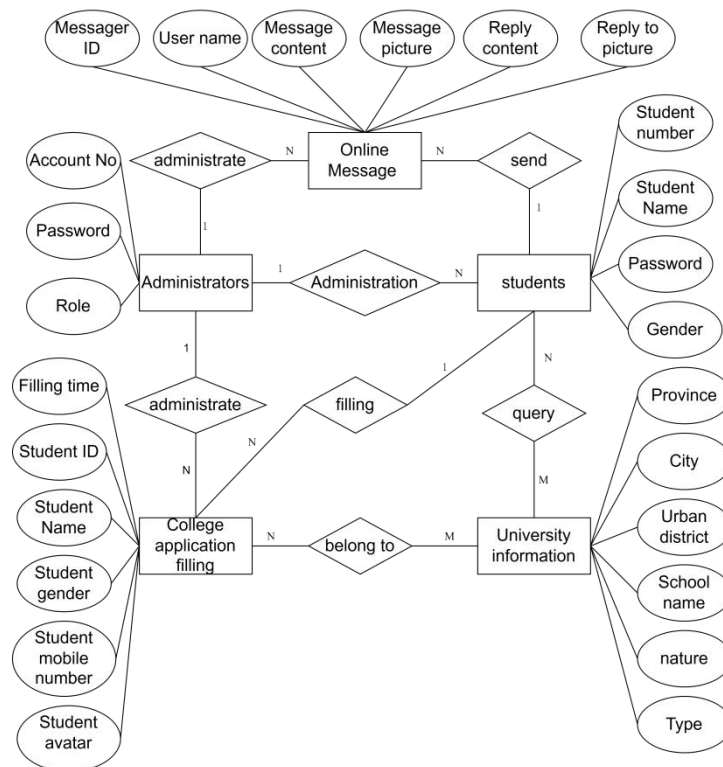 Messager
ID
User name
Message
content
Message
picture
Reply
content
Reply to
picture
administrate
N
Online
Message
N
send
Student
number
Account No
Student
Name
1
1
Password
Password
Administrators
1
Administration
N
students
Role
Gender
1
Filling time
administrate
filling
1
N
query
Province
Student ID
N
N
M
City
Student
Name
College
application
filling
N
belong to
M
University
information
Urban
district
Student
gender
School
name
Student
mobile
number
nature
Student
avatar
Type